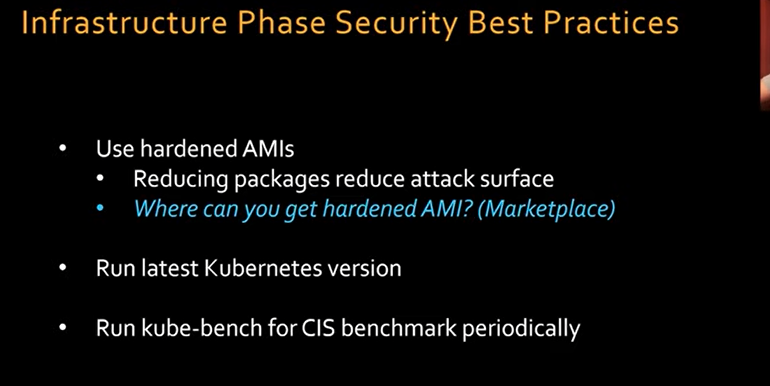 Infrastructure Phase Security Best Practices
• Use hardened AMIs
• Reducing packages reduce attack surface
• Where can you get hardened AMI? (Marketplace)
• Run latest Kubernetes version
• Run kube-bench for CIS benchmark periodically